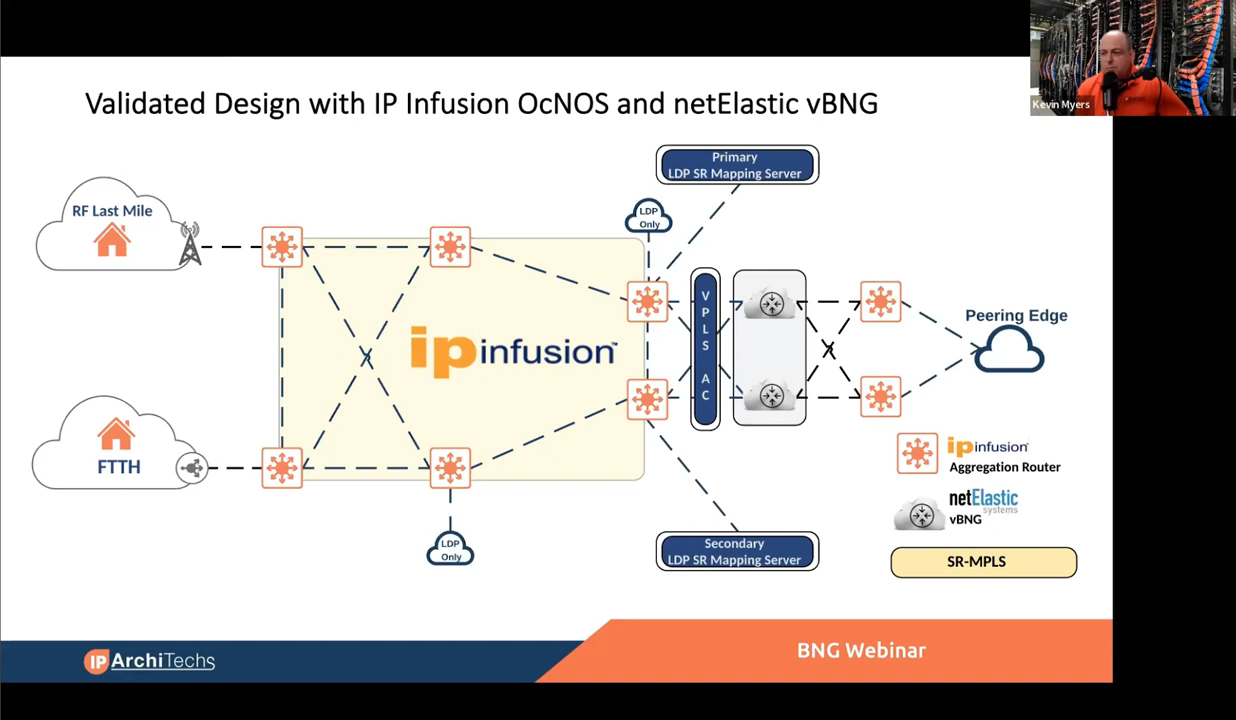 Kevin Myers
Validated Design with IP Infusion OcNOS and netElastic vBNG
Primary
LDP SR Mapping Server
RF Last Mile
LDP
Only
VPLS AC
Peering Edge
ipinfusion™
FTTH
ipinfusion
Aggregation Router
netElastic
systems
vBNG
LDP
Only
Secondary
LDP SR Mapping Server
SR-MPLS
IP ArchiTechs
BNG Webinar